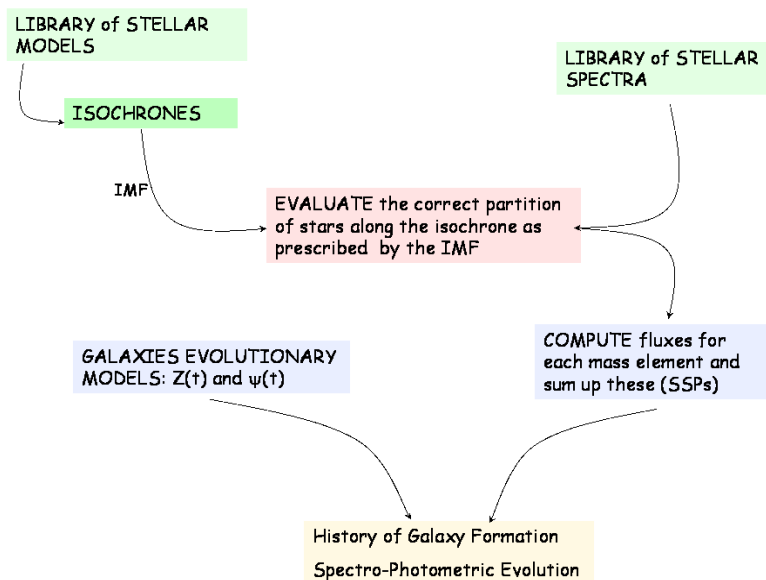 LIBRARY of STELLAR
MODELS
LIBRARY of STELLAR
SPECTRA
ISOCHRONES
IMF
EVALUATE the correct partition
of stars along the isochrone as
prescribed by the IMF
GALAXIES EVOLUTIONARY
MODELS: Z(t) and ψ(t)
COMPUTE fluxes for
each mass element and
sum up these (SSPs)
History of Galaxy Formation
Spectro-Photometric Evolution